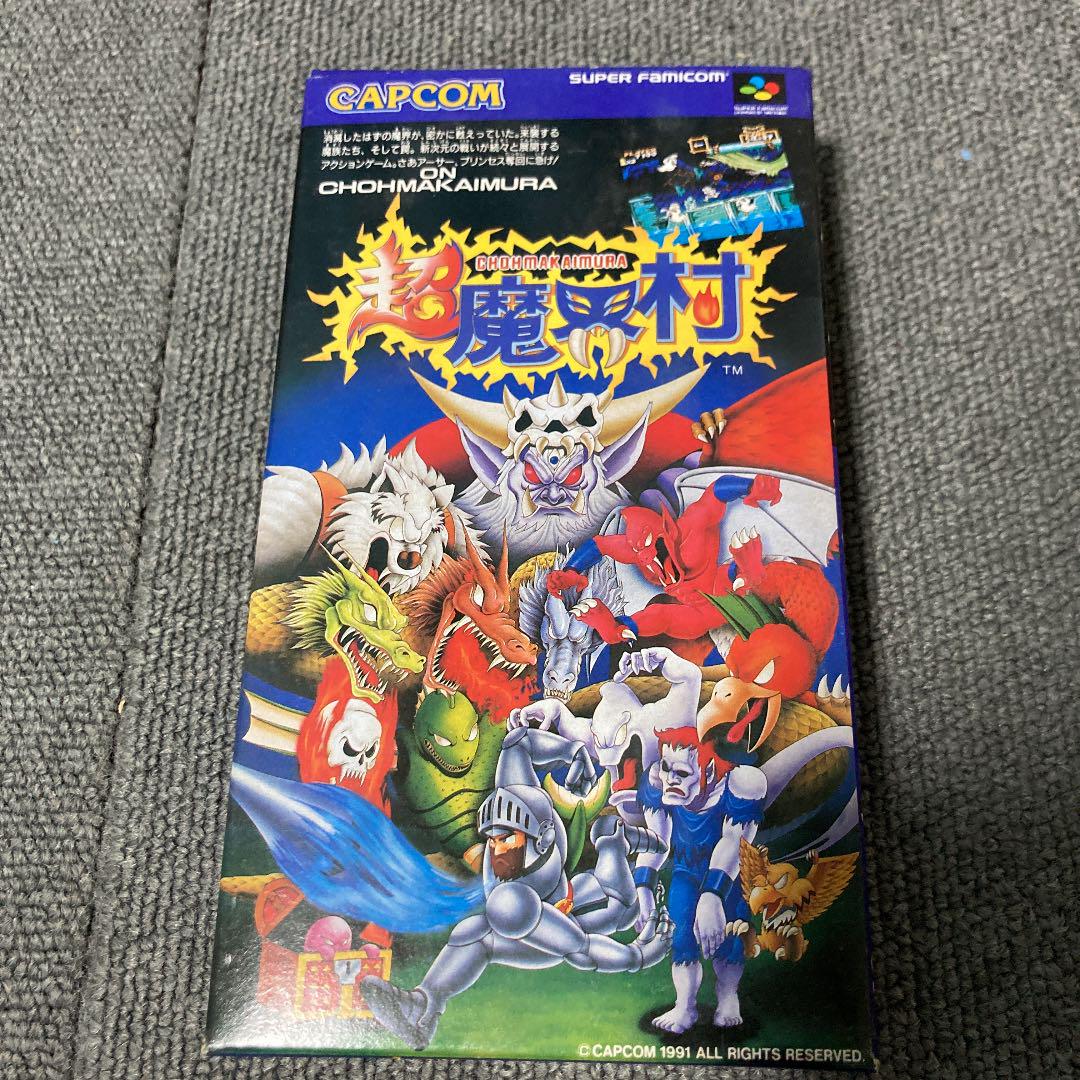 CAPCOM
SUPER FAMICOM
SUPER FAMICOM
消滅したはずの魔界が、密かに甦えっていた。来襲する
魔族たち、そして罠。新次元の戦いが続々と展開する
アクションゲーム。さあアーサー、プリンセス奪回に急げ!
ON
CHOHMAKAIMURA
CHOHMAKAIMURA
超魔界村
TM
©CAPCOM 1991 ALL RIGHTS RESERVED.